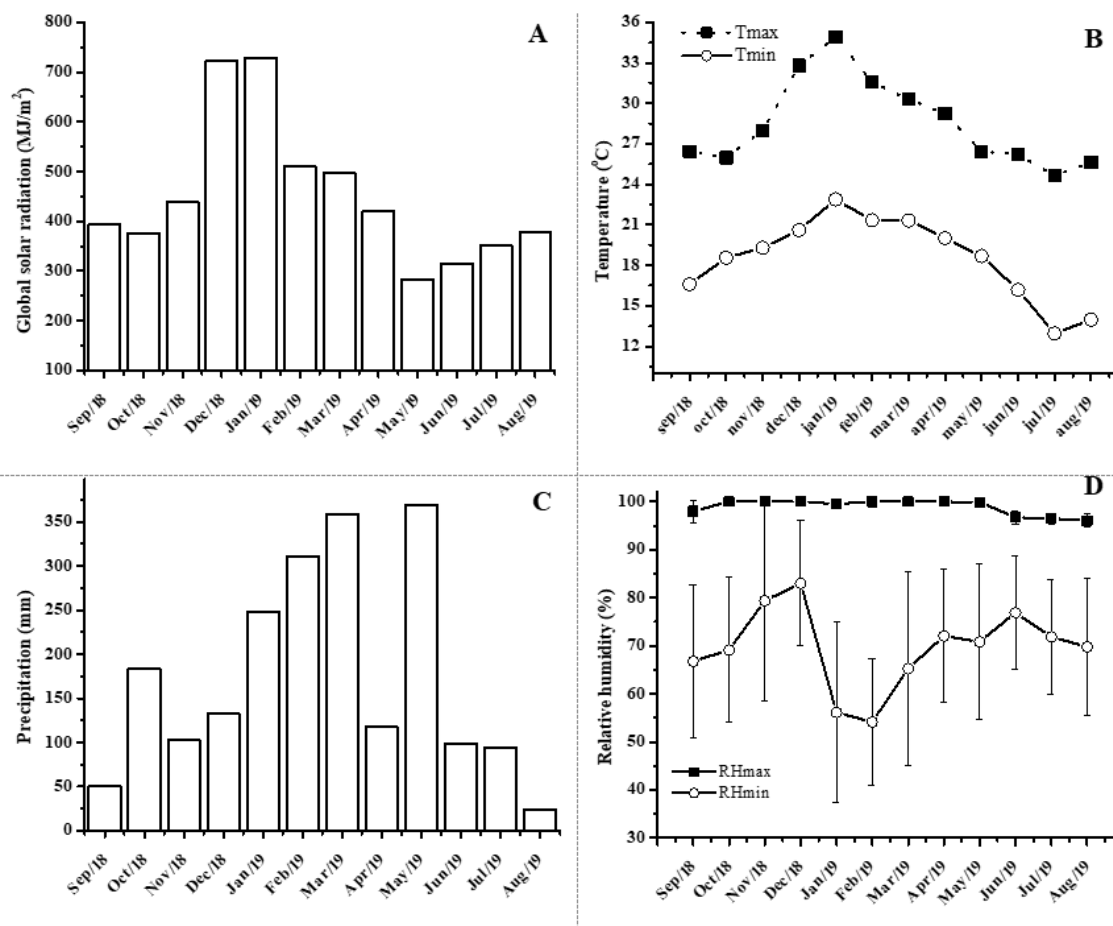 A
Global solar radiation (MJ/m²)
800
700
600
500
400
300
200
100
Sep/18 Oct/18 Nov/18 Dec/18 Jan/19 Feb/19 Mar/19 Apr/19 May/19 Jun/19 Jul/19 Aug/19
B
Tmax
Tmin
Temperature (⁰C)
36
33
30
27
24
21
18
15
12
sep/18 oct/18 nov/18 dec/18 jan/19 feb/19 mar/19 apr/19 may/19 jun/19 jul/19 aug/19
C
Precipitation (mm)
350
300
250
200
150
100
50
0
Sep/18 Oct/18 Nov/18 Dec/18 Jan/19 Feb/19 Mar/19 Apr/19 May/19 Jun/19 Jul/19 Aug/19
D
Relative humidity (%)
100
90
80
70
60
50
40
30
RHmax
RHmin
Sep/18 Oct/18 Nov/18 Dec/18 Jan/19 Feb/19 Mar/19 Apr/19 May/19 Jun/19 Jul/19 Aug/19